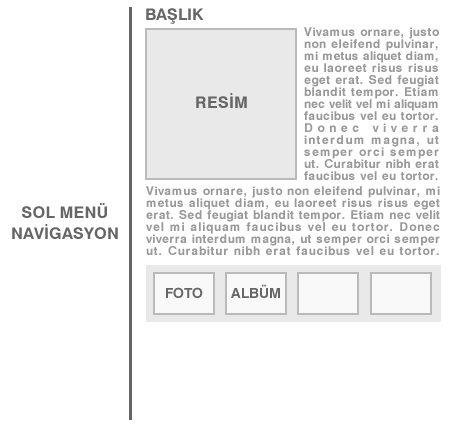 SOL MENÜ
NAVİGASYON
BAŞLIK
RESİM
Vivamus ornare, justo
non eleifend pulvinar,
mi metus aliquet diam,
eu laoreet risus risus
eget erat. Sed feugiat
blandit tempor. Etiam
nec velit vel mi aliquam
faucibus vel eu tortor.
Donec viverra
interdum magna, ut
semper orci semper
ut. Curabitur nibh erat
faucibus vel eu tortor.
Vivamus ornare, justo non eleifend pulvinar, mi
metus aliquet diam, eu laoreet risus risus eget
erat. Sed feugiat blandit tempor. Etiam nec velit
vel mi aliquam faucibus vel eu tortor. Donec
viverra interdum magna, ut semper orci semper
ut. Curabitur nibh erat faucibus vel eu tortor.
FOTO
ALBÜM